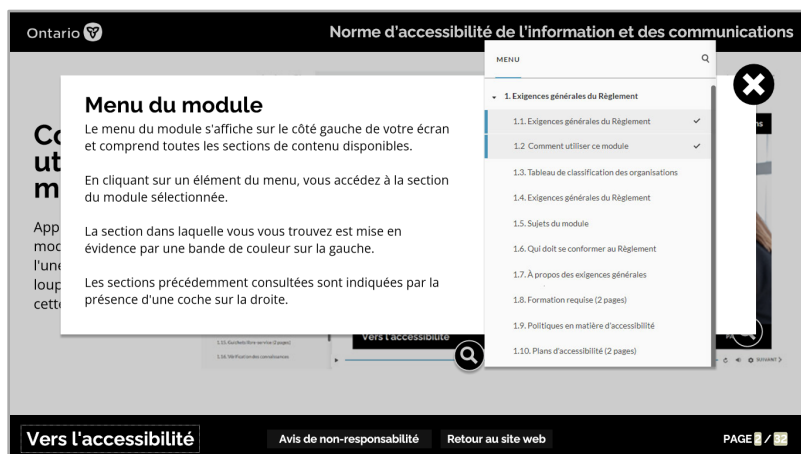 Ontario
Norme d'accessibilité de l'information et des communications
Menu du module
Le menu du module s'affiche sur le côté gauche de votre écran
et comprend toutes les sections de contenu disponibles.
En cliquant sur un élément du menu, vous accédez à la section
du module sélectionnée.
La section dans laquelle vous vous trouvez est mise en
évidence par une bande de couleur sur la gauche.
Les sections précédemment consultées sont indiquées par la
présence d'une coche sur la droite.
MENU
1. Exigences générales du Règlement
1.1. Exigences générales du Règlement
1.2 Comment utiliser ce module
1.3. Tableau de classification des organisations
1.4. Exigences générales du Règlement
1.5. Sujets du module
1.6. Qui doit se conformer au Règlement
1.7. À propos des exigences générales
1.8. Formation requise (2 pages)
1.9. Politiques en matière d'accessibilité
1.10. Plans d'accessibilité (2 pages)
l'une
cette
Vers l'accessibilité
SUIVANT >
Vers l'accessibilité
Avis de non-responsabilité
Retour au site web
PAGE 2 / 32